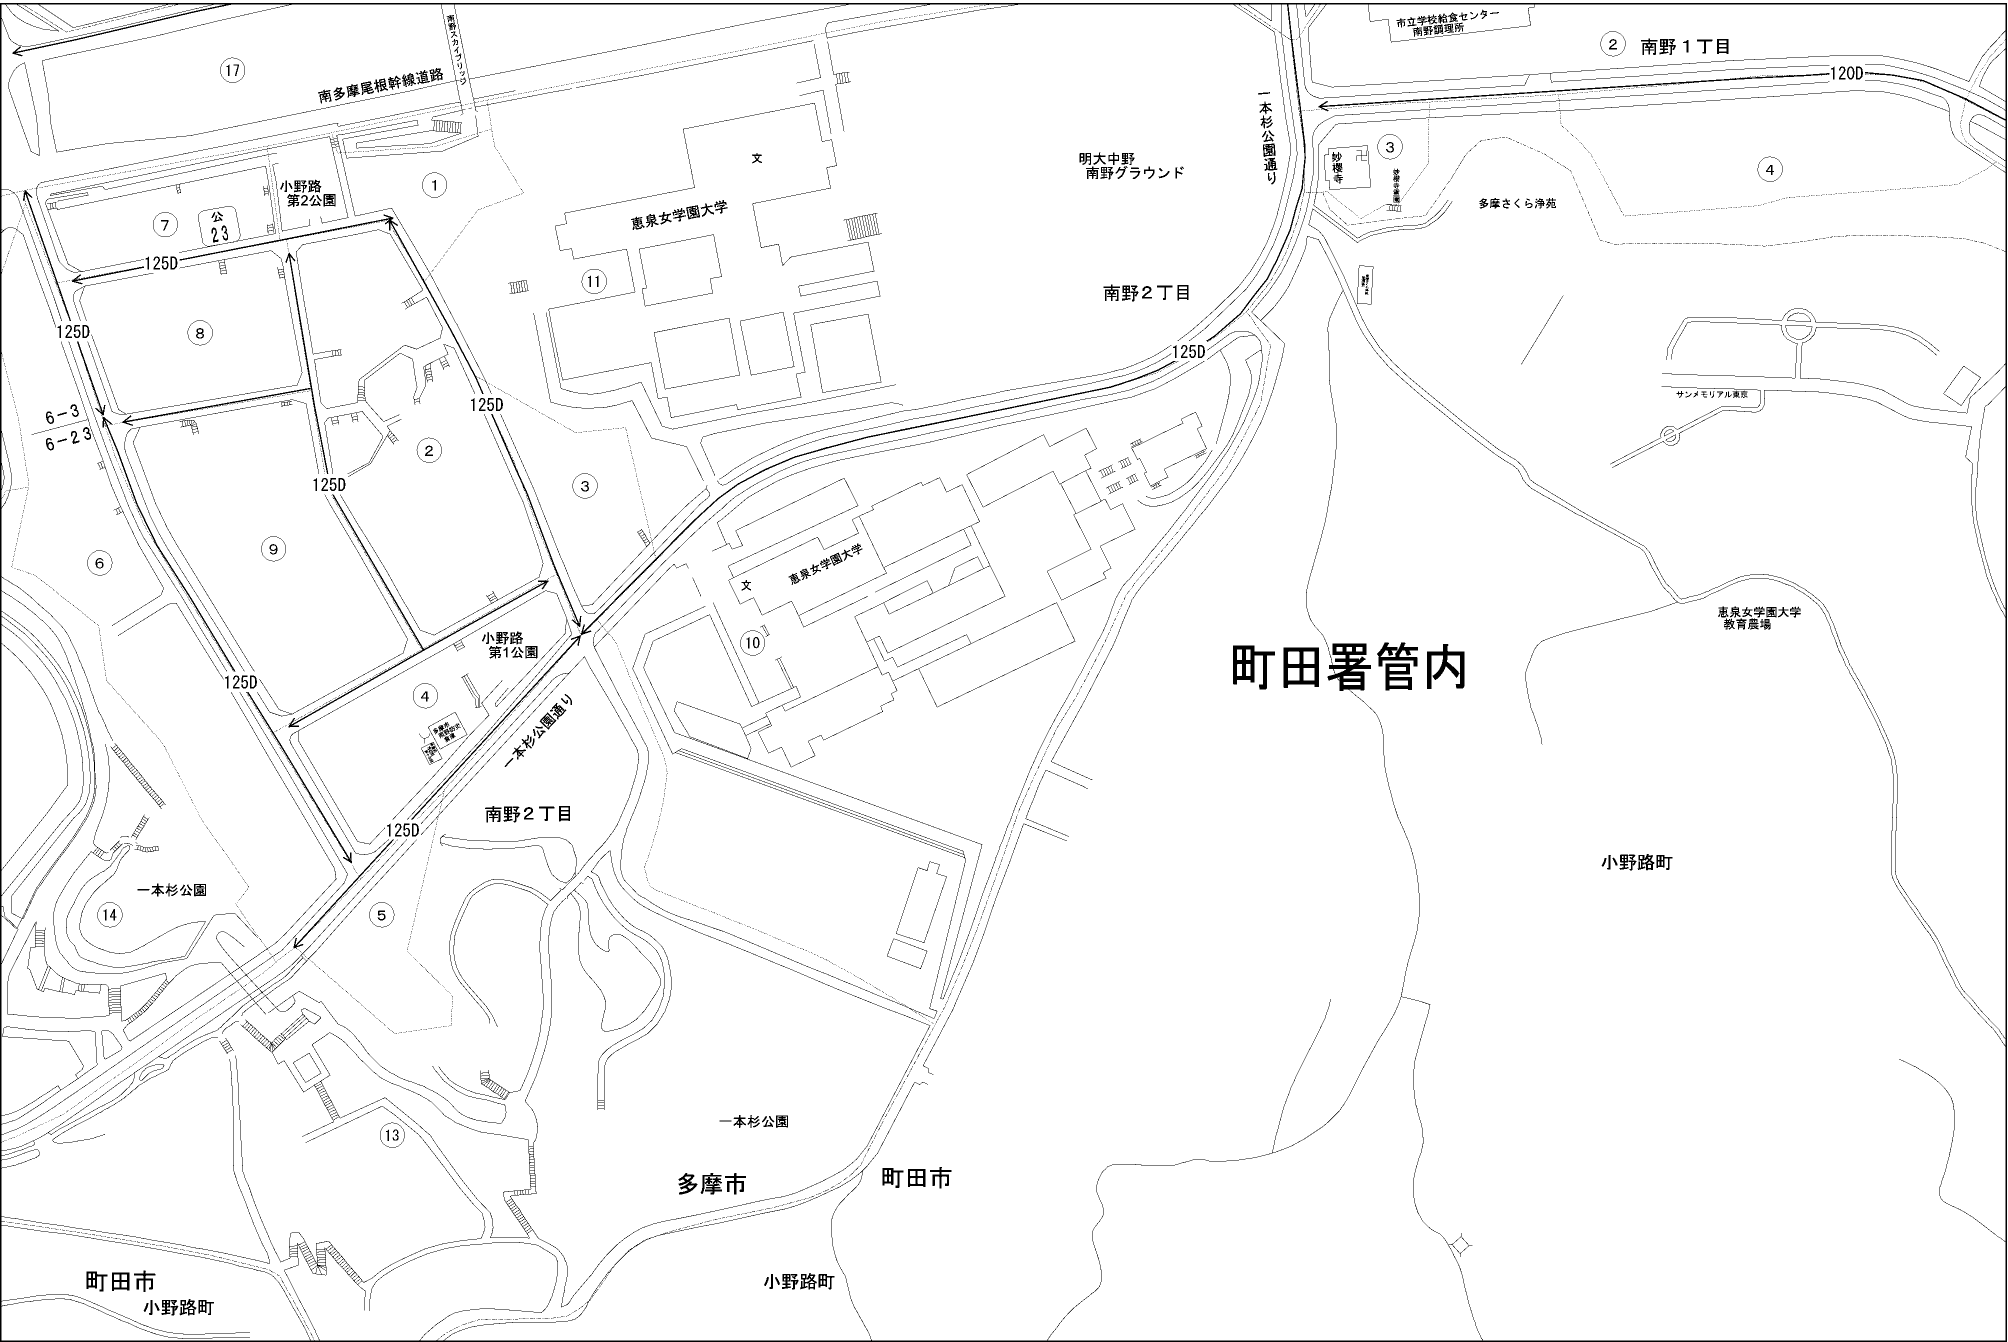 市立学校給食センター
南野調理所
② 南野1丁目
南野スカイブリッジ
⑰
南多摩尾根幹線道路
120D
一本杉公園通り
③
妙櫻寺
④
多摩さくら浄苑
文
明大中野
南野グラウンド
①
小野路
第2公園
⑦
公
23
恵泉女学園大学
125D
⑪
南野2丁目
125D
⑧
125D
サンメモリアル東京
125D
6-3
6-23
②
125D
③
⑨
⑥
恵泉女学園大学
文
恵泉女学園大学
教育農場
小野路
第1公園
⑩
町田署管内
125D
④
多摩市
一本杉公園通り
南野2丁目
125D
小野路町
一本杉公園
⑭
⑤
一本杉公園
⑬
多摩市
町田市
町田市
小野路町
小野路町